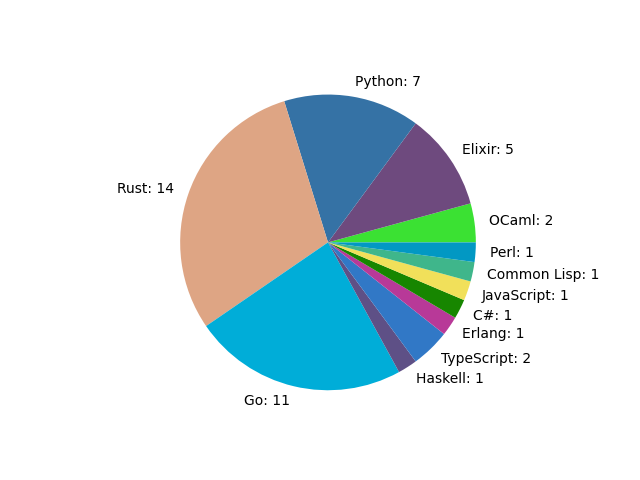 Python: 7
Elixir: 5
Rust: 14
OCaml: 2
Perl: 1
Common Lisp: 1
JavaScript: 1
C#: 1
Erlang: 1
TypeScript: 2
Haskell: 1
Go: 11